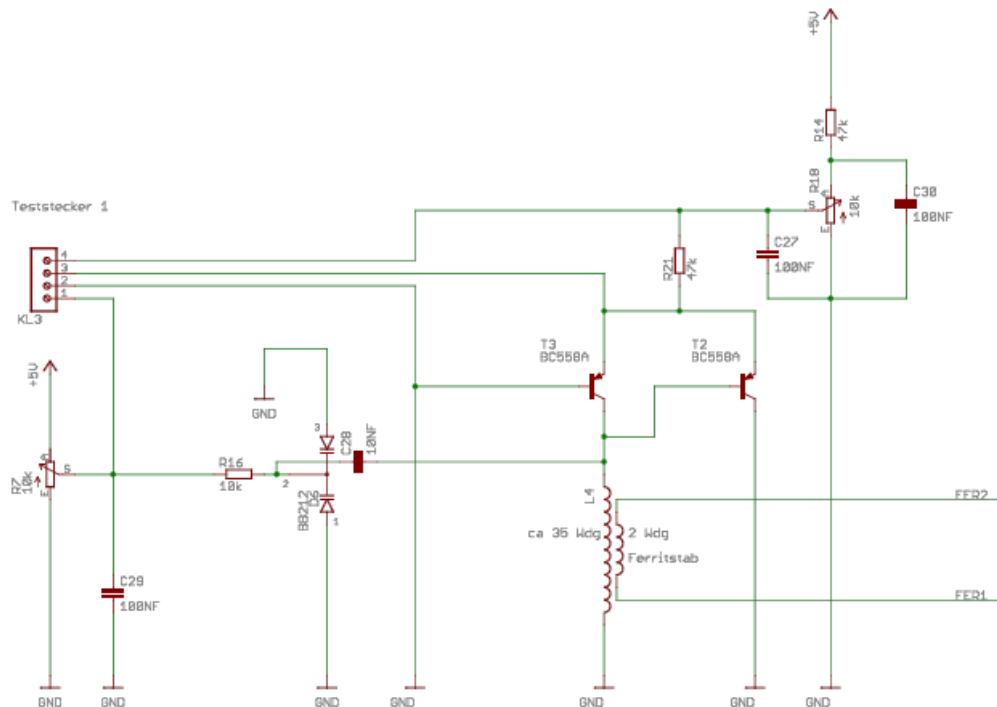 +5V
R14
47k
R18
A
S
E
10k
C30
100NF
Teststecker 1
4
3
2
1
KL3
R21
47k
C27
100NF
T3
BC558A
T2
BC558A
+5V
GND
3
C28
10NF
R7
10k
A
S
E
R16
10k
2
BB212
D6
1
L4
ca 35 Wdg
2 Wdg
Ferritstab
FER2
FER1
C29
100NF
GND
GND
GND
GND
GND
GND
GND